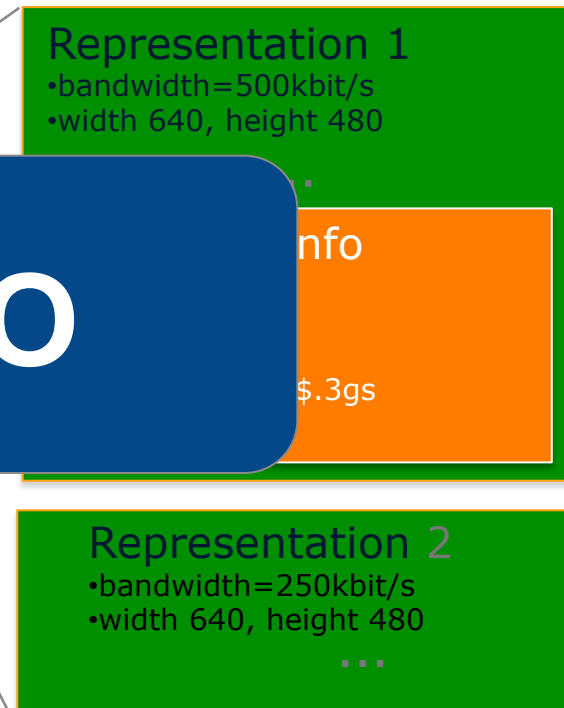 Representation 1
•bandwidth=500kbit/s
•width 640, height 480
..
nfo
o
$.3gs
Representation 2
•bandwidth=250kbit/s
•width 640, height 480
...